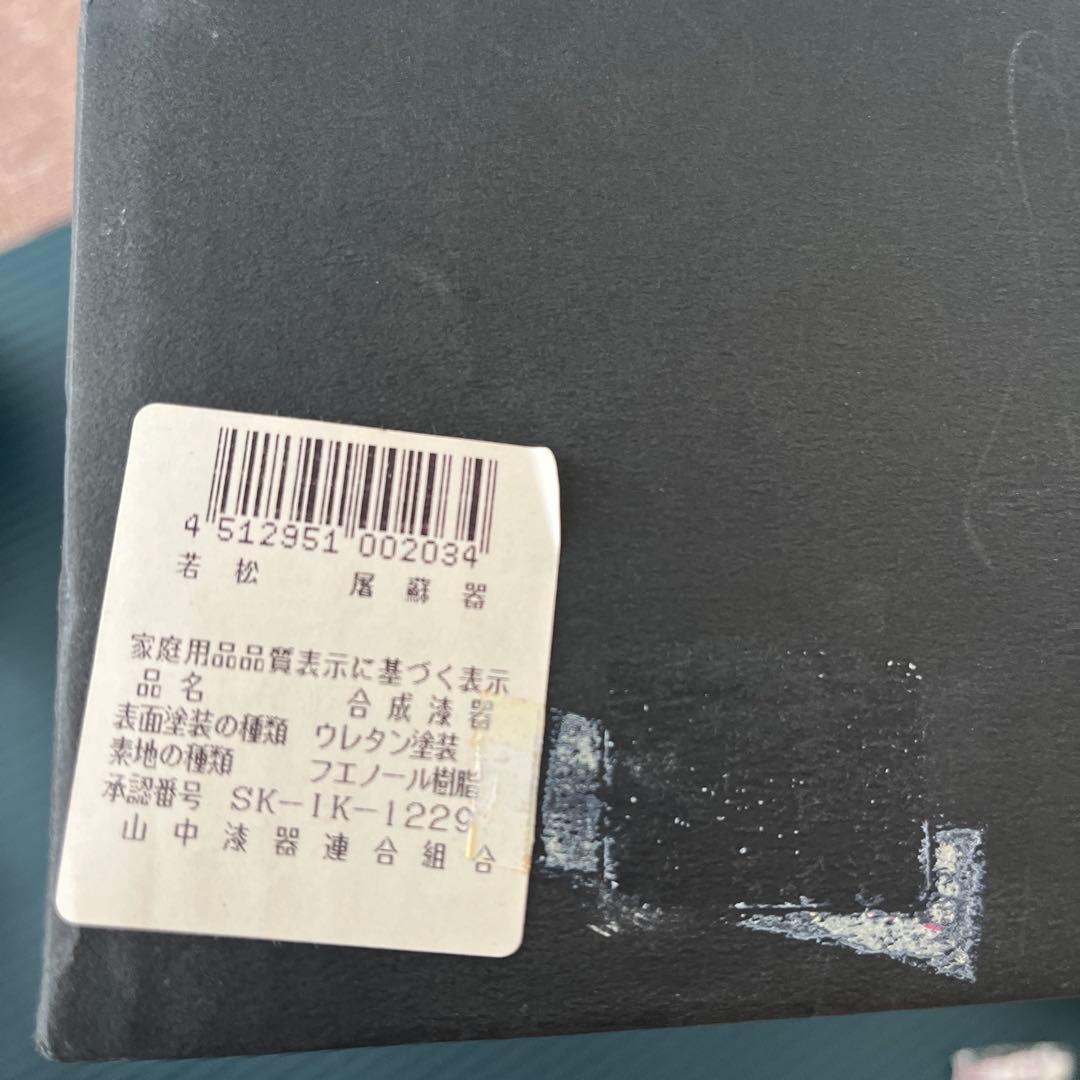 4 512951 002034
若松 屠蘇器
家庭用品品質表示に基づく表示
品名 合成漆器
表面塗装の種類 ウレタン塗装
素地の種類 フエノール樹脂
承認番号 SK-IK-1229
山中漆器連合組合